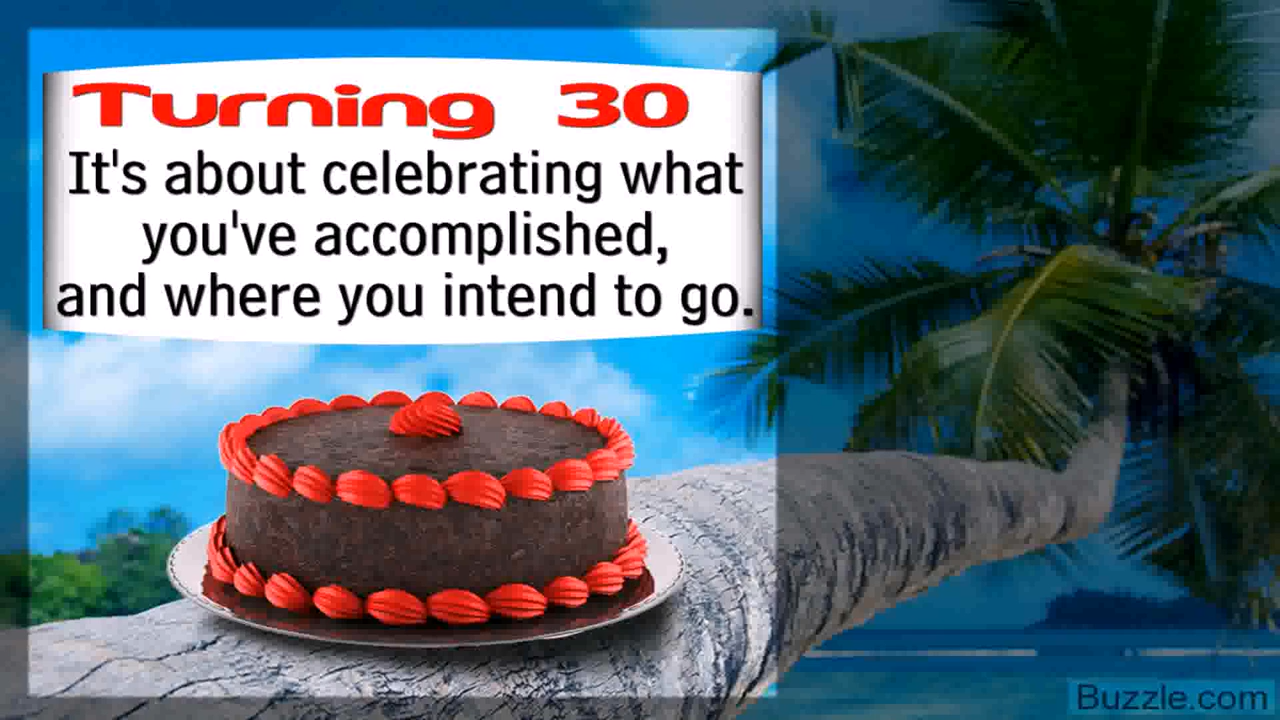 Turning 30
It's about celebrating what
you've accomplished,
and where you intend to go.
Buzzle.com